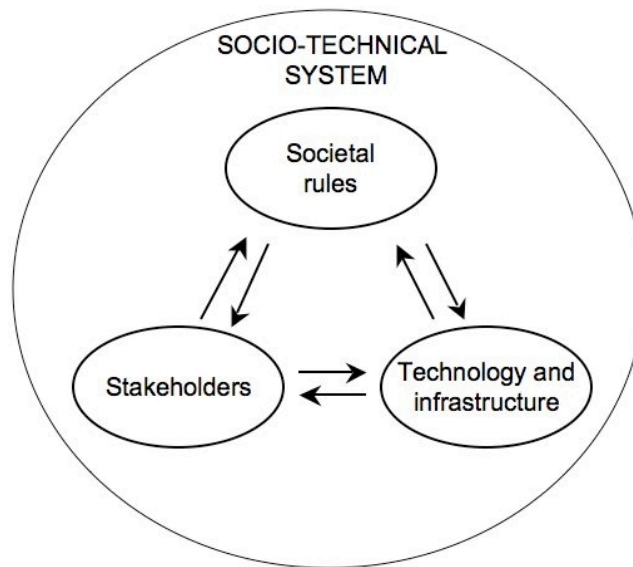 SOCIO-TECHNICAL
SYSTEM
Societal
rules
Stakeholders
Technology and
infrastructure